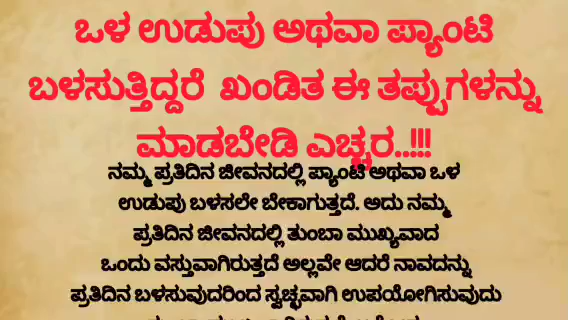 ಒಳ ಉಡುಪು ಅಥವಾ ಪ್ಯಾಂಟಿ
ಬಳಸುತ್ತಿದ್ದರೆ ಖಂಡಿತ ಈ ತಪ್ಪುಗಳನ್ನು
ಮಾಡಬೇಡಿ ಎಚ್ಚರ..!!!
ನಮ್ಮ ಪ್ರತಿದಿನ ಜೀವನದಲ್ಲಿ ಪ್ಯಾಂಟಿ ಅಥವಾ ಒಳ
ಉಡುಪು ಬಳಸಲೇ ಬೇಕಾಗುತ್ತದೆ. ಅದು ನಮ್ಮ
ಪ್ರತಿದಿನ ಜೀವನದಲ್ಲಿ ತುಂಬಾ ಮುಖ್ಯವಾದ
ಒಂದು ವಸ್ತುವಾಗಿರುತ್ತದೆ ಅಲ್ಲವೇ ಆದರೆ ನಾವದನ್ನು
ಪ್ರತಿದಿನ ಬಳಸುವುದರಿಂದ ಸ್ವಚ್ಛವಾಗಿ ಉಪಯೋಗಿಸುವುದು